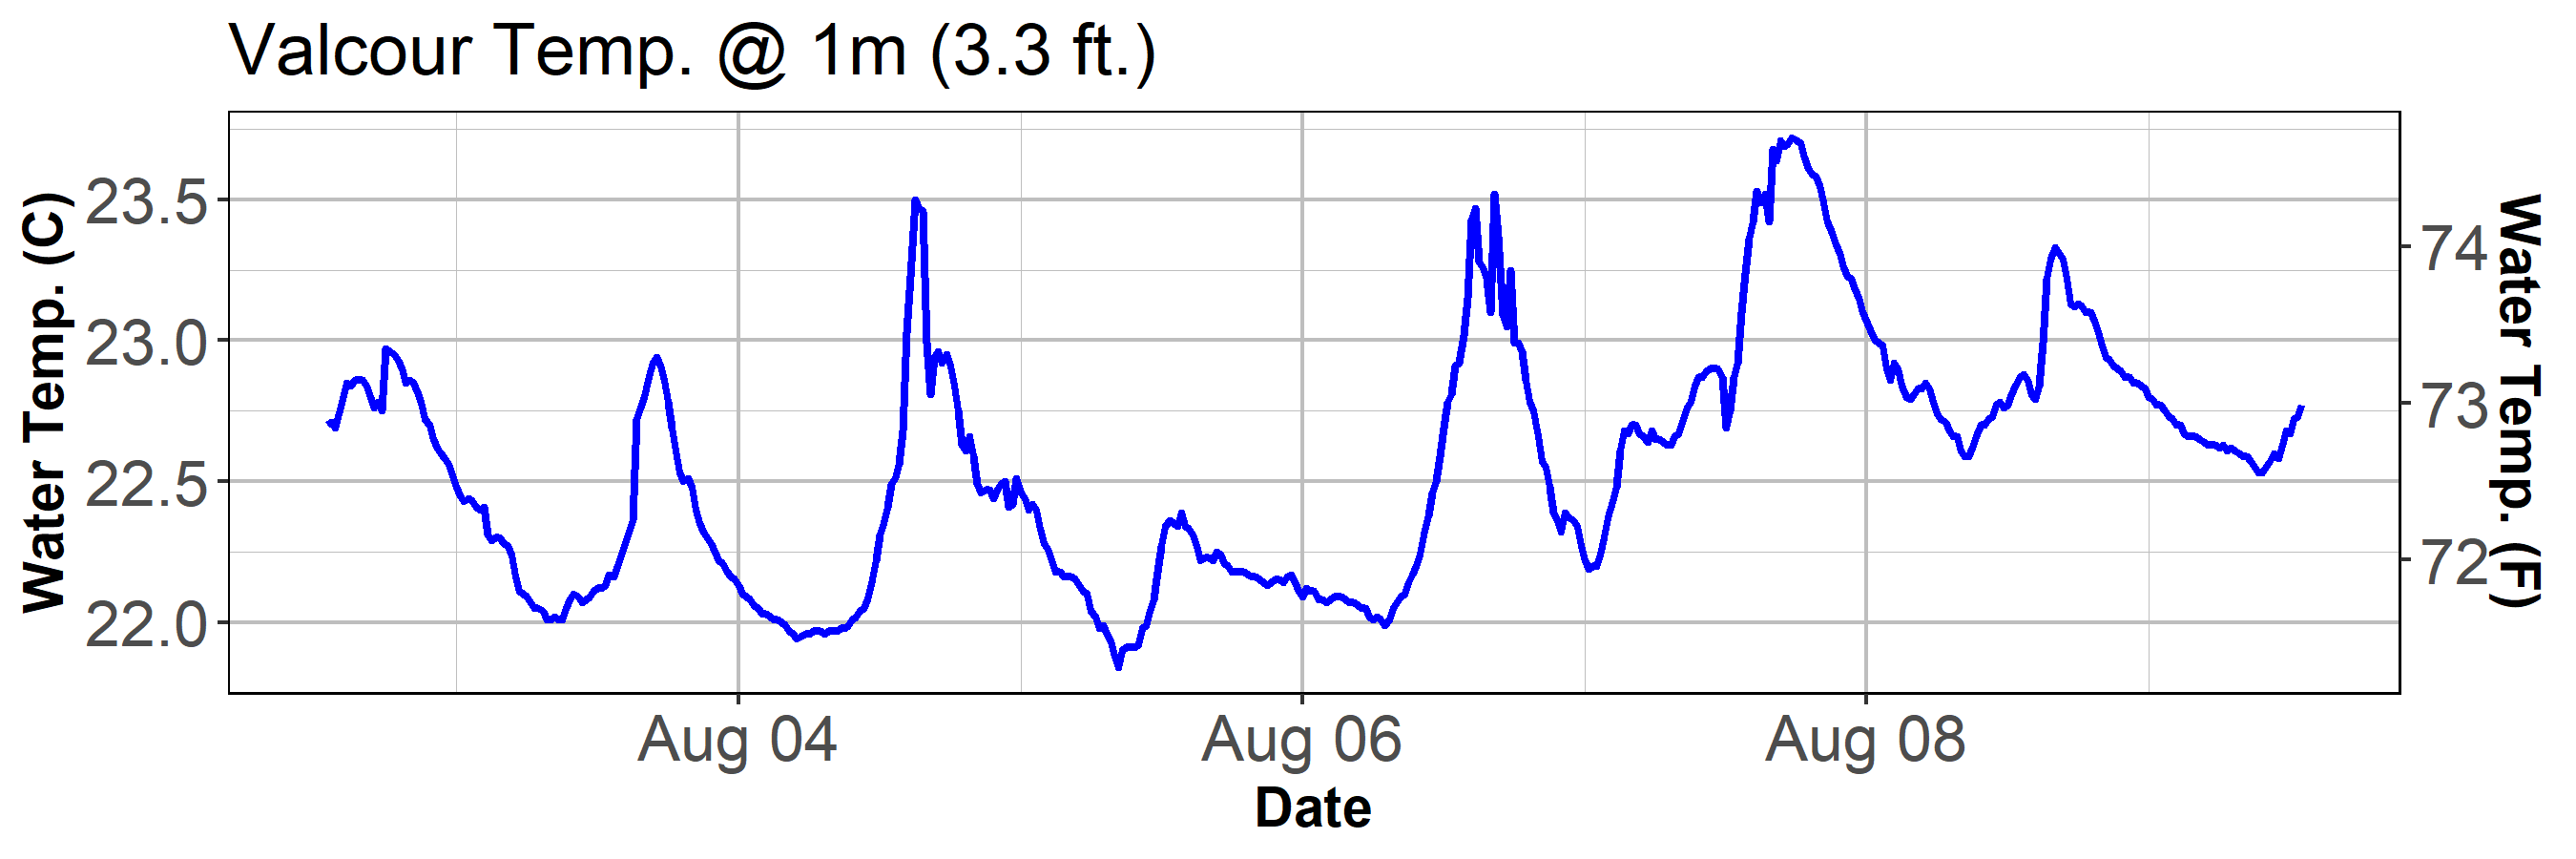 Valcour Temp. @ 1m (3.3 ft.)
Water Temp. (C)
23.5
23.0
22.5
22.0
74
73
72
Water Temp. (F)
Aug 04
Aug 06
Aug 08
Date